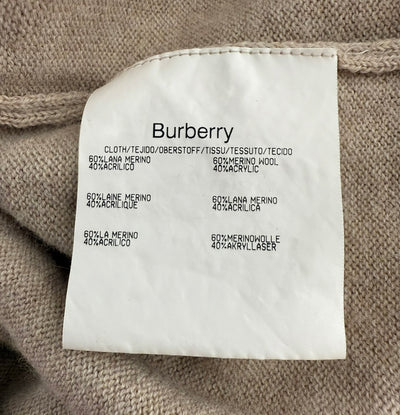 Burberry
CLOTH/TEJIDO/OBERSTOFF/TISSU/TESSUTO/TECIDO
60%LANA MERINO
40%ACRILICO
60%MERINO WOOL
40%ACRYLIC
60%LAINE MERINO
40%ACRILIQUE
60%LANA MERINO
40%ACRILICA
60%LA MERINO
40%ACRILICO
60%MERINOWOLLE
40%AKRYLLASER